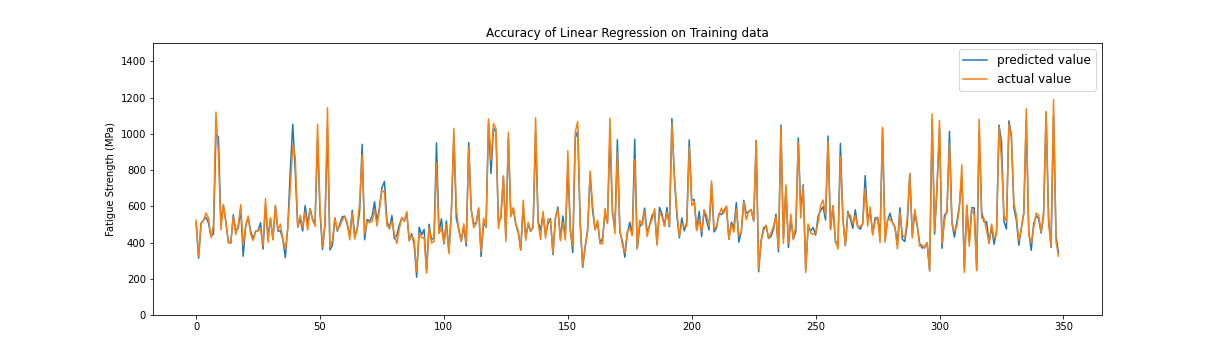 Accuracy of Linear Regression on Training data
predicted value
actual value
Fatigue Strength (MPa)
1400
1200
1000
800
600
400
200
0
0 50 100 150 200 250 300 350